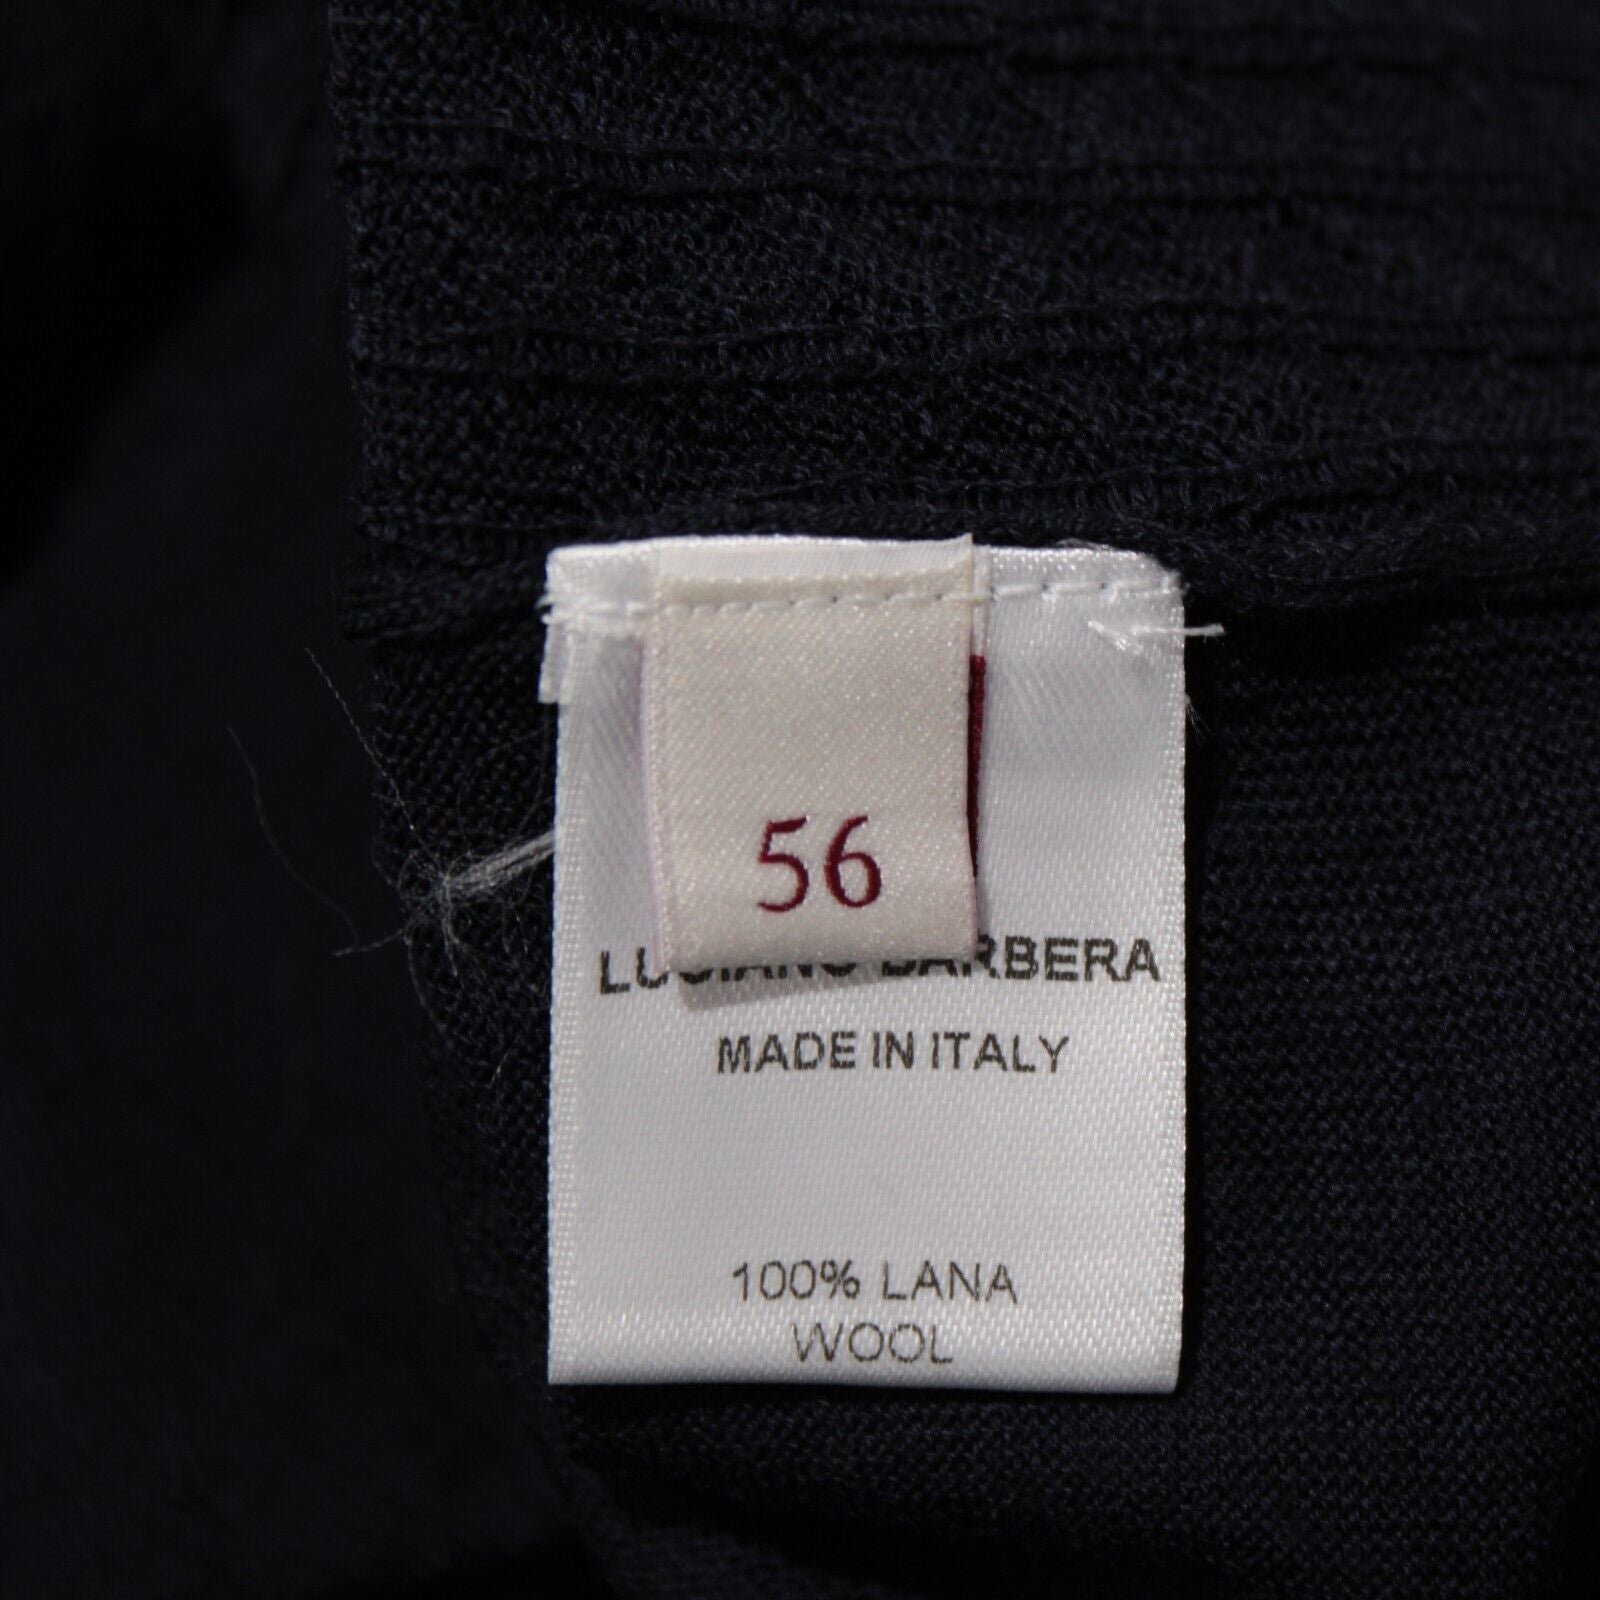 56
LUCIANO BARBERA
MADE IN ITALY
100% LANA
WOOL